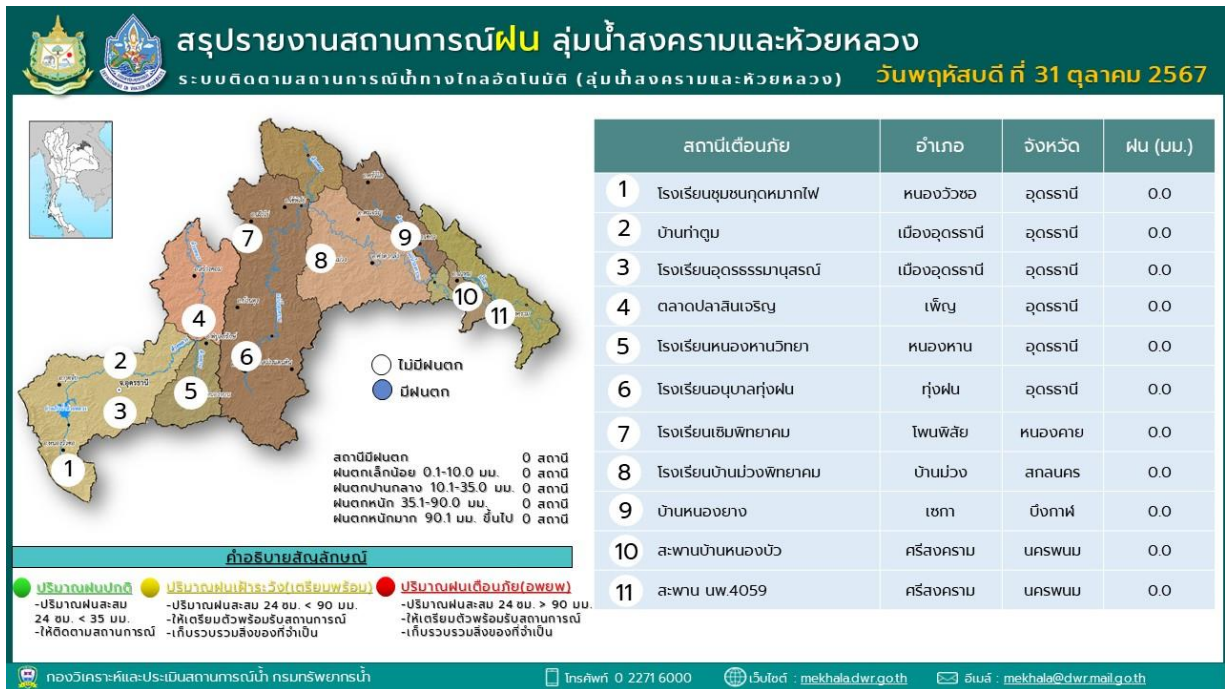 สรุปรายงานสถานการณ์ฝน ลุ่มน้ำสงครามและห้วยหลวง
ระบบติดตามสถานการณ์น้ำทางไกลอัตโนมัติ (ลุ่มน้ำสงครามและห้วยหลวง) วันพฤหัสบดี ที่ 31 ตุลาคม 2567
สถานีเตือนภัย อำเภอ จังหวัด ฝน (มม.)
1 โรงเรียนชุมชนกุดหมากไฟ หนองวัวซอ อุดรธานี 0.0
2 บ้านท่าตูม เมืองอุดรธานี อุดรธานี 0.0
3 โรงเรียนอุดรธรรมานุสรณ์ เมืองอุดรธานี อุดรธานี 0.0
4 ตลาดปลาสินเจริญ เพ็ญ อุดรธานี 0.0
5 โรงเรียนหนองหานวิทยา หนองหาน อุดรธานี 0.0
6 โรงเรียนอนุบาลทุ่งฝน ทุ่งฝน อุดรธานี 0.0
7 โรงเรียนเซิมพิทยาคม โพนพิสัย หนองคาย 0.0
8 โรงเรียนบ้านม่วงพิทยาคม บ้านม่วง สกลนคร 0.0
9 บ้านหนองยาง เซกา บึงกาฬ 0.0
10 สะพานบ้านหนองบัว ศรีสงคราม นครพนม 0.0
11 สะพาน นพ.4059 ศรีสงคราม นครพนม 0.0
7
8
9
10
11
4
6
2
5
3
1
จ.อุดรธานี
ไม่มีฝนตก
มีฝนตก
สถานีมีฝนตก 0 สถานี
ฝนตกเล็กน้อย 0.1-10.0 มม. 0 สถานี
ฝนตกปานกลาง 10.1-35.0 มม. 0 สถานี
ฝนตกหนัก 35.1-90.0 มม. 0 สถานี
ฝนตกหนักมาก 90.1 มม. ขึ้นไป 0 สถานี
คำอธิบายสัญลักษณ์
ปริมาณฝนปกติ
-ปริมาณฝนสะสม
24 ชม. < 35 มม.
-ให้ติดตามสถานการณ์
ปริมาณฝนเฝ้าระวัง(เตรียมพร้อม)
-ปริมาณฝนสะสม 24 ชม. < 90 มม.
-ให้เตรียมตัวพร้อมรับสถานการณ์
-เก็บรวบรวมสิ่งของที่จำเป็น
ปริมาณฝนเตือนภัย(อพยพ)
-ปริมาณฝนสะสม 24 ชม. > 90 มม.
-ให้เตรียมตัวพร้อมรับสถานการณ์
-เก็บรวบรวมสิ่งของที่จำเป็น
กองวิเคราะห์และประเมินสถานการณ์น้ำ กรมทรัพยากรน้ำ โทรศัพท์ 0 2271 6000 เว็บไซต์ : mekhala.dwr.go.th อีเมล์ : mekhala@dwr.mail.go.th